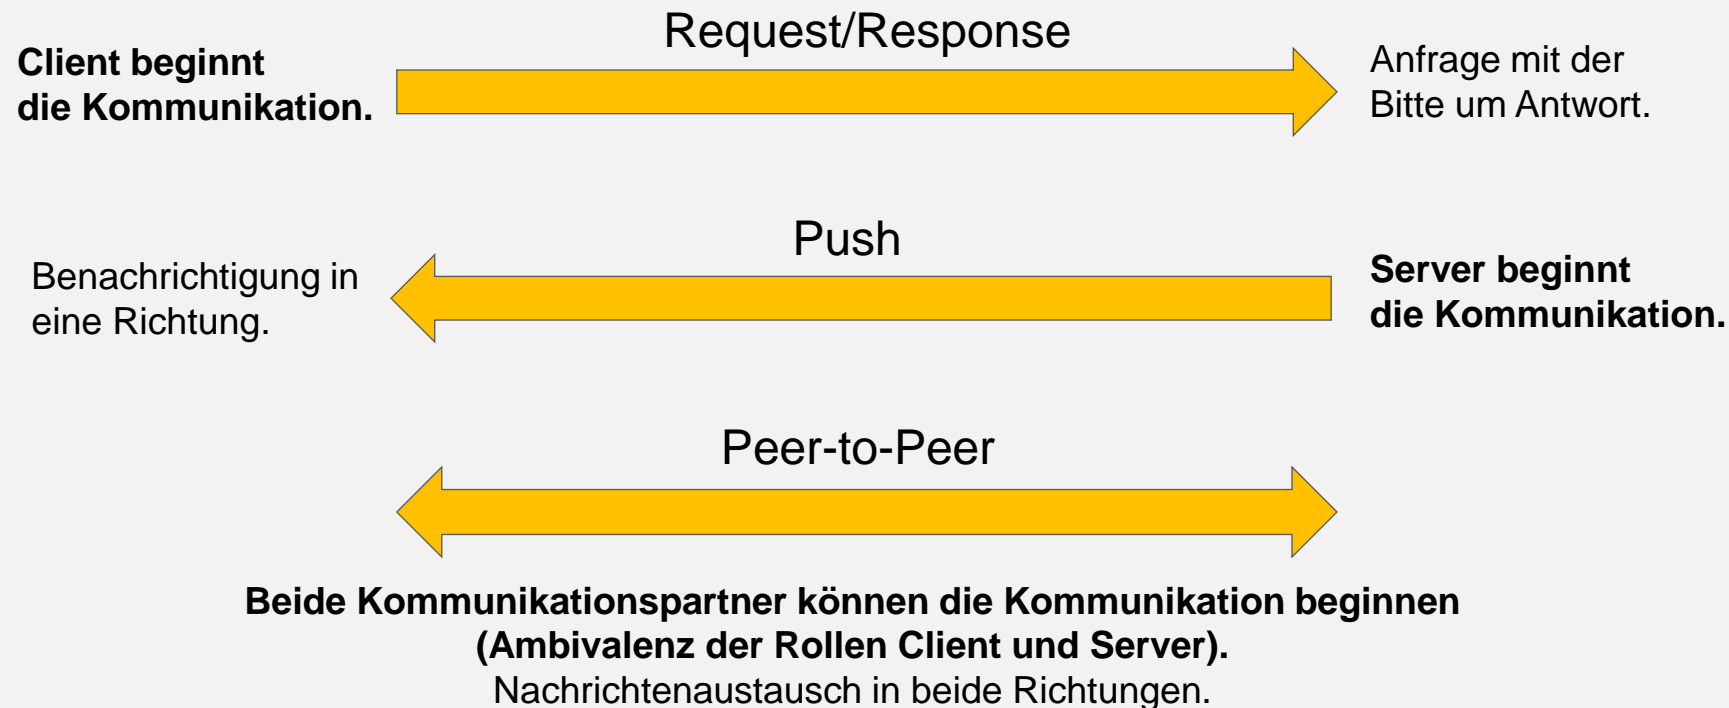 Request/Response
Client beginnt
die Kommunikation.
Anfrage mit der
Bitte um Antwort.
Push
Benachrichtigung in
eine Richtung.
Server beginnt
die Kommunikation.
Peer-to-Peer
Beide Kommunikationspartner können die Kommunikation beginnen
(Ambivalenz der Rollen Client und Server).
Nachrichtenaustausch in beide Richtungen.